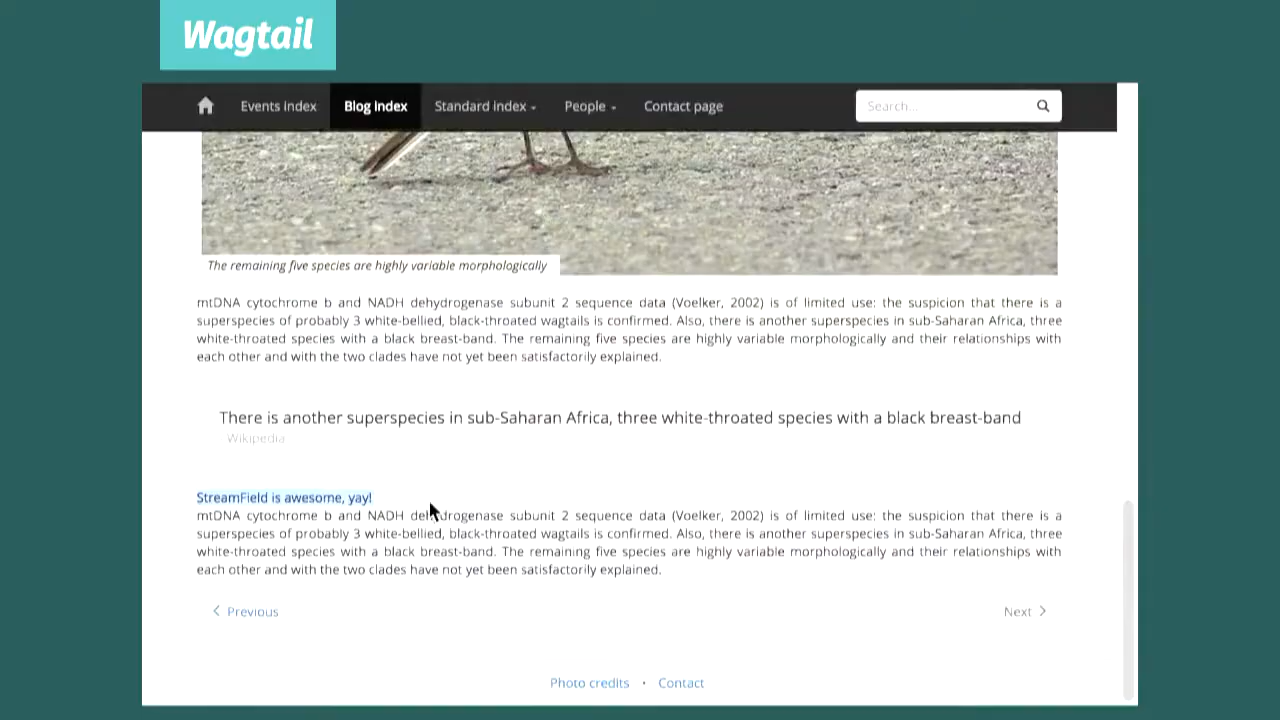 Wagtail
Events index Blog index Standard index People Contact page Search...
The remaining five species are highly variable morphologically
mtDNA cytochrome b and NADH dehydrogenase subunit 2 sequence data (Voelker, 2002) is of limited use: the suspicion that there is a
superspecies of probably 3 white-bellied, black-throated wagtails is confirmed. Also, there is another superspecies in sub-Saharan Africa, three
white-throated species with a black breast-band. The remaining five species are highly variable morphologically and their relationships with
each other and with the two clades have not yet been satisfactorily explained.
There is another superspecies in sub-Saharan Africa, three white-throated species with a black breast-band
Wikipedia
StreamField is awesome, yay!
mtDNA cytochrome b and NADH dehydrogenase subunit 2 sequence data (Voelker, 2002) is of limited use: the suspicion that there is a
superspecies of probably 3 white-bellied, black-throated wagtails is confirmed. Also, there is another superspecies in sub-Saharan Africa, three
white-throated species with a black breast-band. The remaining five species are highly variable morphologically and their relationships with
each other and with the two clades have not yet been satisfactorily explained.
Previous Next
Photo credits • Contact